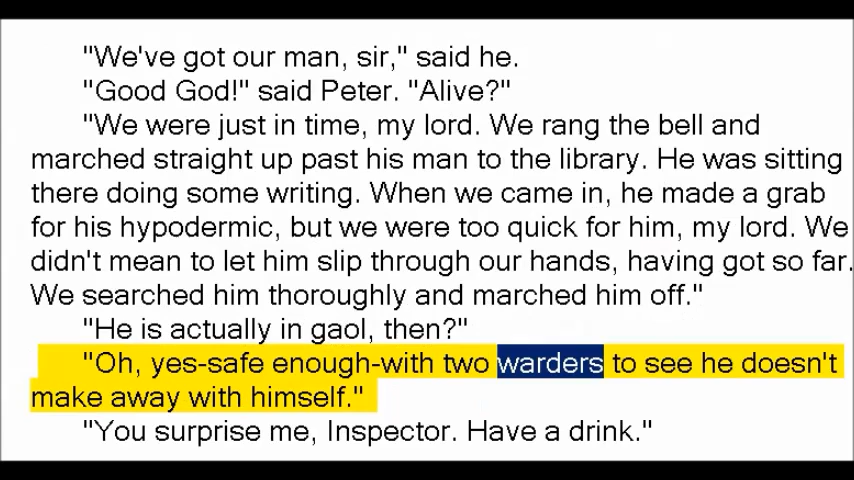 "We've got our man, sir," said he.
"Good God!" said Peter. "Alive?"
"We were just in time, my lord. We rang the bell and
marched straight up past his man to the library. He was sitting
there doing some writing. When we came in, he made a grab
for his hypodermic, but we were too quick for him, my lord. We
didn't mean to let him slip through our hands, having got so far.
We searched him thoroughly and marched him off."
"He is actually in gaol, then?"
"Oh, yes-safe enough-with two warders to see he doesn't
make away with himself."
"You surprise me, Inspector. Have a drink."